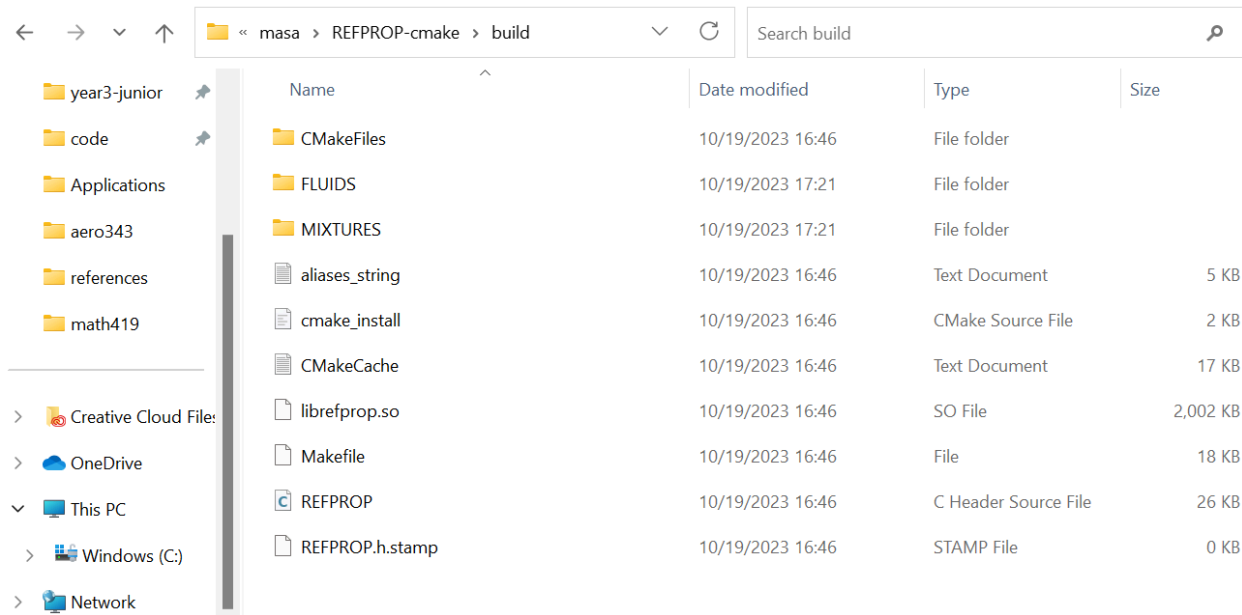 « masa > REFPROP-cmake > build
Search build
year3-junior
code
Applications
aero343
references
math419
Creative Cloud Files
OneDrive
This PC
Windows (C:)
Network
Name Date modified Type Size
CMakeFiles 10/19/2023 16:46 File folder
FLUIDS 10/19/2023 17:21 File folder
MIXTURES 10/19/2023 17:21 File folder
aliases_string 10/19/2023 16:46 Text Document 5 KB
cmake_install 10/19/2023 16:46 CMake Source File 2 KB
CMakeCache 10/19/2023 16:46 Text Document 17 KB
librefprop.so 10/19/2023 16:46 SO File 2,002 KB
Makefile 10/19/2023 16:46 File 18 KB
REFPROP 10/19/2023 16:46 C Header Source File 26 KB
REFPROP.h.stamp 10/19/2023 16:46 STAMP File 0 KB